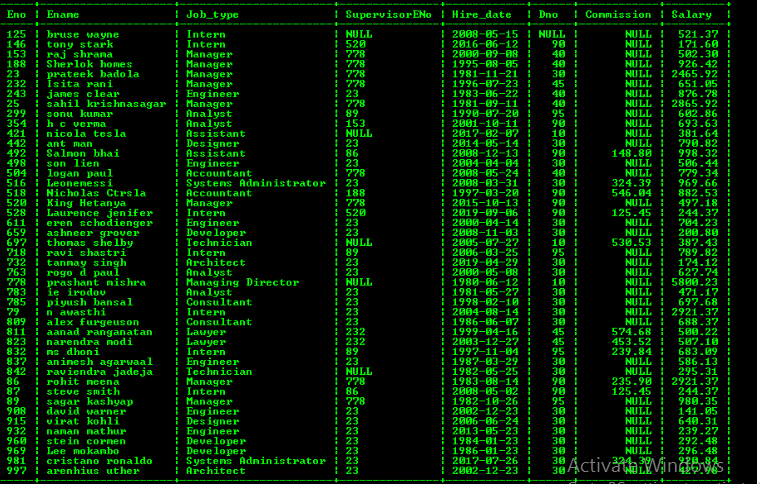 Eno | Ename | Job_type | SupervisorENo | Hire_date | Dno | Commission | Salary |
125 | bruse wayne | Intern | NULL | 2008-05-15 | NULL | NULL | 521.37 |
146 | tony stark | Intern | 520 | 2016-06-12 | 90 | NULL | 171.60 |
153 | raj shrama | Manager | 778 | 2000-09-08 | 40 | NULL | 502.30 |
188 | Sherlok homes | Manager | 778 | 1995-08-05 | 40 | NULL | 926.42 |
23 | prateek badola | Manager | 778 | 1981-11-21 | 30 | NULL | 2465.92 |
232 | Isita rani | Manager | 778 | 1996-07-23 | 45 | NULL | 651.05 |
243 | james clear | Engineer | 23 | 1983-06-22 | 40 | NULL | 876.78 |
25 | sahil krishnasagar | Manager | 778 | 1981-09-11 | 40 | NULL | 2865.92 |
299 | sonu kumar | Analyst | 89 | 1990-07-20 | 95 | NULL | 602.86 |
354 | h c verma | Analyst | 153 | 2001-10-11 | 90 | NULL | 693.63 |
421 | nicola tesla | Assistant | NULL | 2017-02-07 | 10 | NULL | 381.64 |
442 | ant man | Designer | 23 | 2014-05-14 | 30 | NULL | 790.82 |
492 | Salmon bhai | Assistant | 86 | 2008-12-13 | 90 | 148.80 | 998.32 |
498 | son lien | Engineer | 23 | 2004-04-04 | 30 | NULL | 506.44 |
504 | logan paul | Accountant | 778 | 2008-05-24 | 40 | NULL | 779.34 |
516 | Leonemessi | Systems Administrator | 23 | 2008-03-31 | 30 | 324.39 | 969.66 |
518 | Nicholas Ctrsla | Accountant | 188 | 1997-03-20 | 90 | 546.04 | 882.53 |
520 | King Hetanya | Manager | 778 | 2015-10-13 | 90 | NULL | 497.18 |
528 | Laurence jenifer | Intern | 520 | 2019-09-06 | 90 | 125.45 | 244.37 |
611 | eren schodienger | Engineer | 23 | 2000-04-14 | 30 | NULL | 704.23 |
659 | ashneer grover | Developer | 23 | 2008-11-03 | 30 | NULL | 200.80 |
697 | thomas shelby | Technician | NULL | 2005-07-27 | 10 | 530.53 | 387.43 |
718 | ravi shastri | Intern | 89 | 2006-03-25 | 95 | NULL | 789.82 |
732 | tanmay singh | Architect | 23 | 2019-04-29 | 30 | NULL | 174.12 |
763 | rogo d paul | Analyst | 23 | 2000-05-08 | 30 | NULL | 627.74 |
778 | prashant mishra | Managing Director | NULL | 1980-06-12 | 10 | NULL | 5800.23 |
783 | ie irodov | Analyst | 23 | 1981-05-27 | 30 | NULL | 471.17 |
785 | piyush bansal | Consultant | 23 | 1998-02-10 | 30 | NULL | 697.68 |
79 | n avasthi | Intern | 23 | 2004-08-14 | 30 | NULL | 2921.37 |
809 | alex furgeuson | Consultant | 23 | 1986-06-07 | 30 | NULL | 688.37 |
811 | aanad ranganatan | Lawyer | 232 | 1999-04-16 | 45 | 574.68 | 500.22 |
823 | narendra modi | Lawyer | 232 | 2003-12-27 | 45 | 453.52 | 507.10 |
832 | ms dhoni | Intern | 89 | 1997-11-04 | 95 | 239.84 | 683.09 |
837 | animesh agarwaal | Engineer | 23 | 1987-03-29 | 30 | NULL | 586.13 |
842 | raviendra jadeja | Technician | NULL | 1982-05-25 | 30 | NULL | 295.31 |
86 | rohit meena | Manager | 778 | 1983-08-14 | 90 | 235.90 | 2921.37 |
87 | steve smith | Intern | 86 | 2008-05-02 | 90 | 125.45 | 244.37 |
89 | sagar kashyap | Manager | 778 | 1982-10-26 | 95 | NULL | 980.35 |
908 | david warner | Engineer | 23 | 2002-12-23 | 30 | NULL | 141.05 |
915 | virat kohli | Designer | 23 | 2006-06-24 | 30 | NULL | 640.31 |
932 | naman mathur | Engineer | 23 | 2013-05-23 | 30 | NULL | 239.27 |
960 | stein cormen | Developer | 23 | 1984-01-23 | 30 | NULL | 292.48 |
969 | Lee mokambo | Developer | 23 | 1986-01-23 | 30 | NULL | 296.48 |
981 | cristano ronaldo | Systems Administrator | 23 | 2017-07-26 | 30 | 324.39 | 920.84 |
997 | arenhius uther | Architect | 23 | 2002-12-23 | 30 | NULL |
Activate Windows